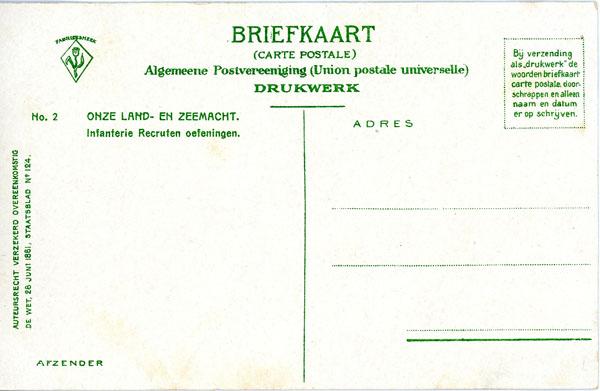 FABRIEKSMERK
BRIEFKAART
(CARTE POSTALE)
Algemeene Postvereeniging (Union postale universelle)
DRUKWERK
Bij verzending
als „drukwerk” de
woorden briefkaart
carte postale door-
schrappen en alleen
naam en datum
er op schrijven.
No. 2 ONZE LAND- EN ZEEMACHT.
Infanterie Recruten oefeningen.
ADRES
AUTEURSRECHT VERZEKERD OVEREENKOMSTIG
DE WET, 28 JUNI 1881, STAATSBLAD No 124.
AFZENDER